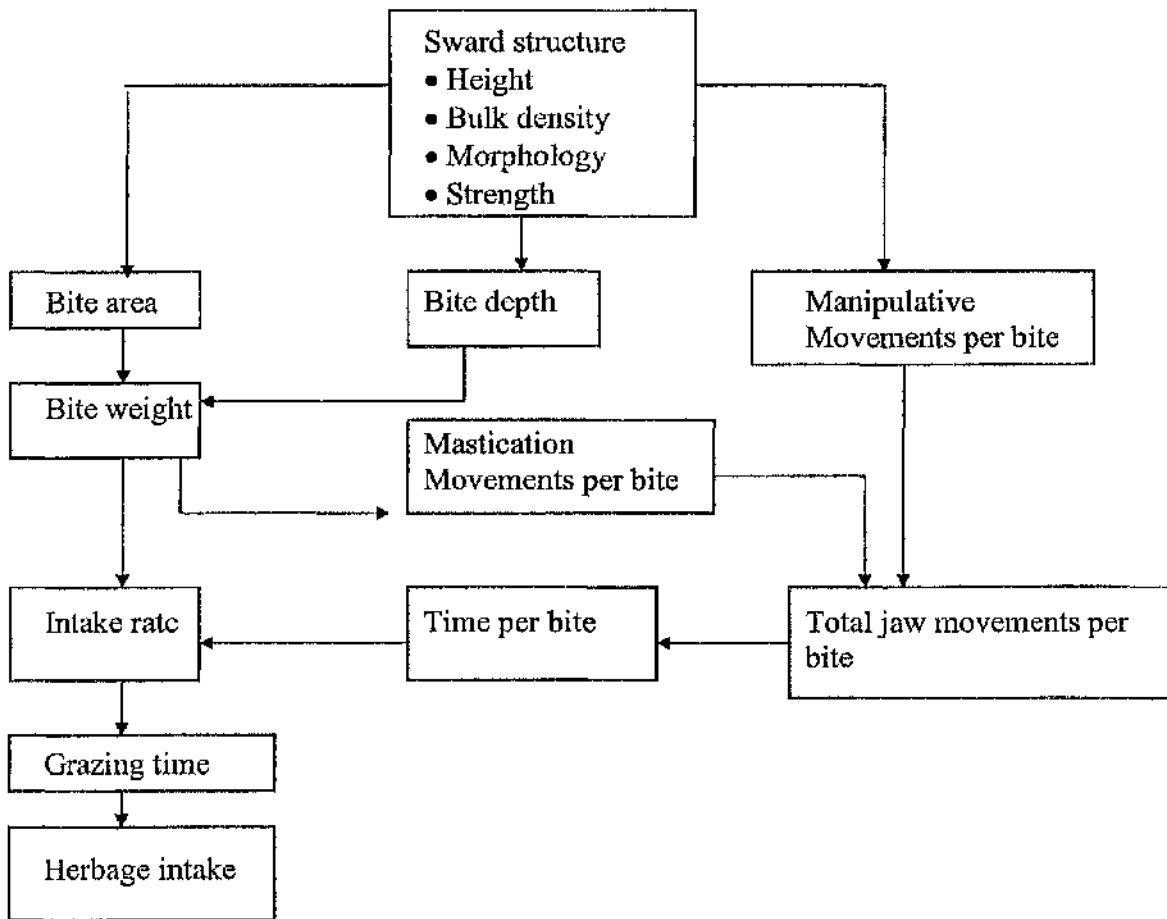 Sward structure
• Height
• Bulk density
• Morphology
• Strength
Bite area
Bite depth
Manipulative
Movements per bite
Bite weight
Mastication
Movements per bite
Intake rate
Time per bite
Total jaw movements per
bite
Grazing time
Herbage intake